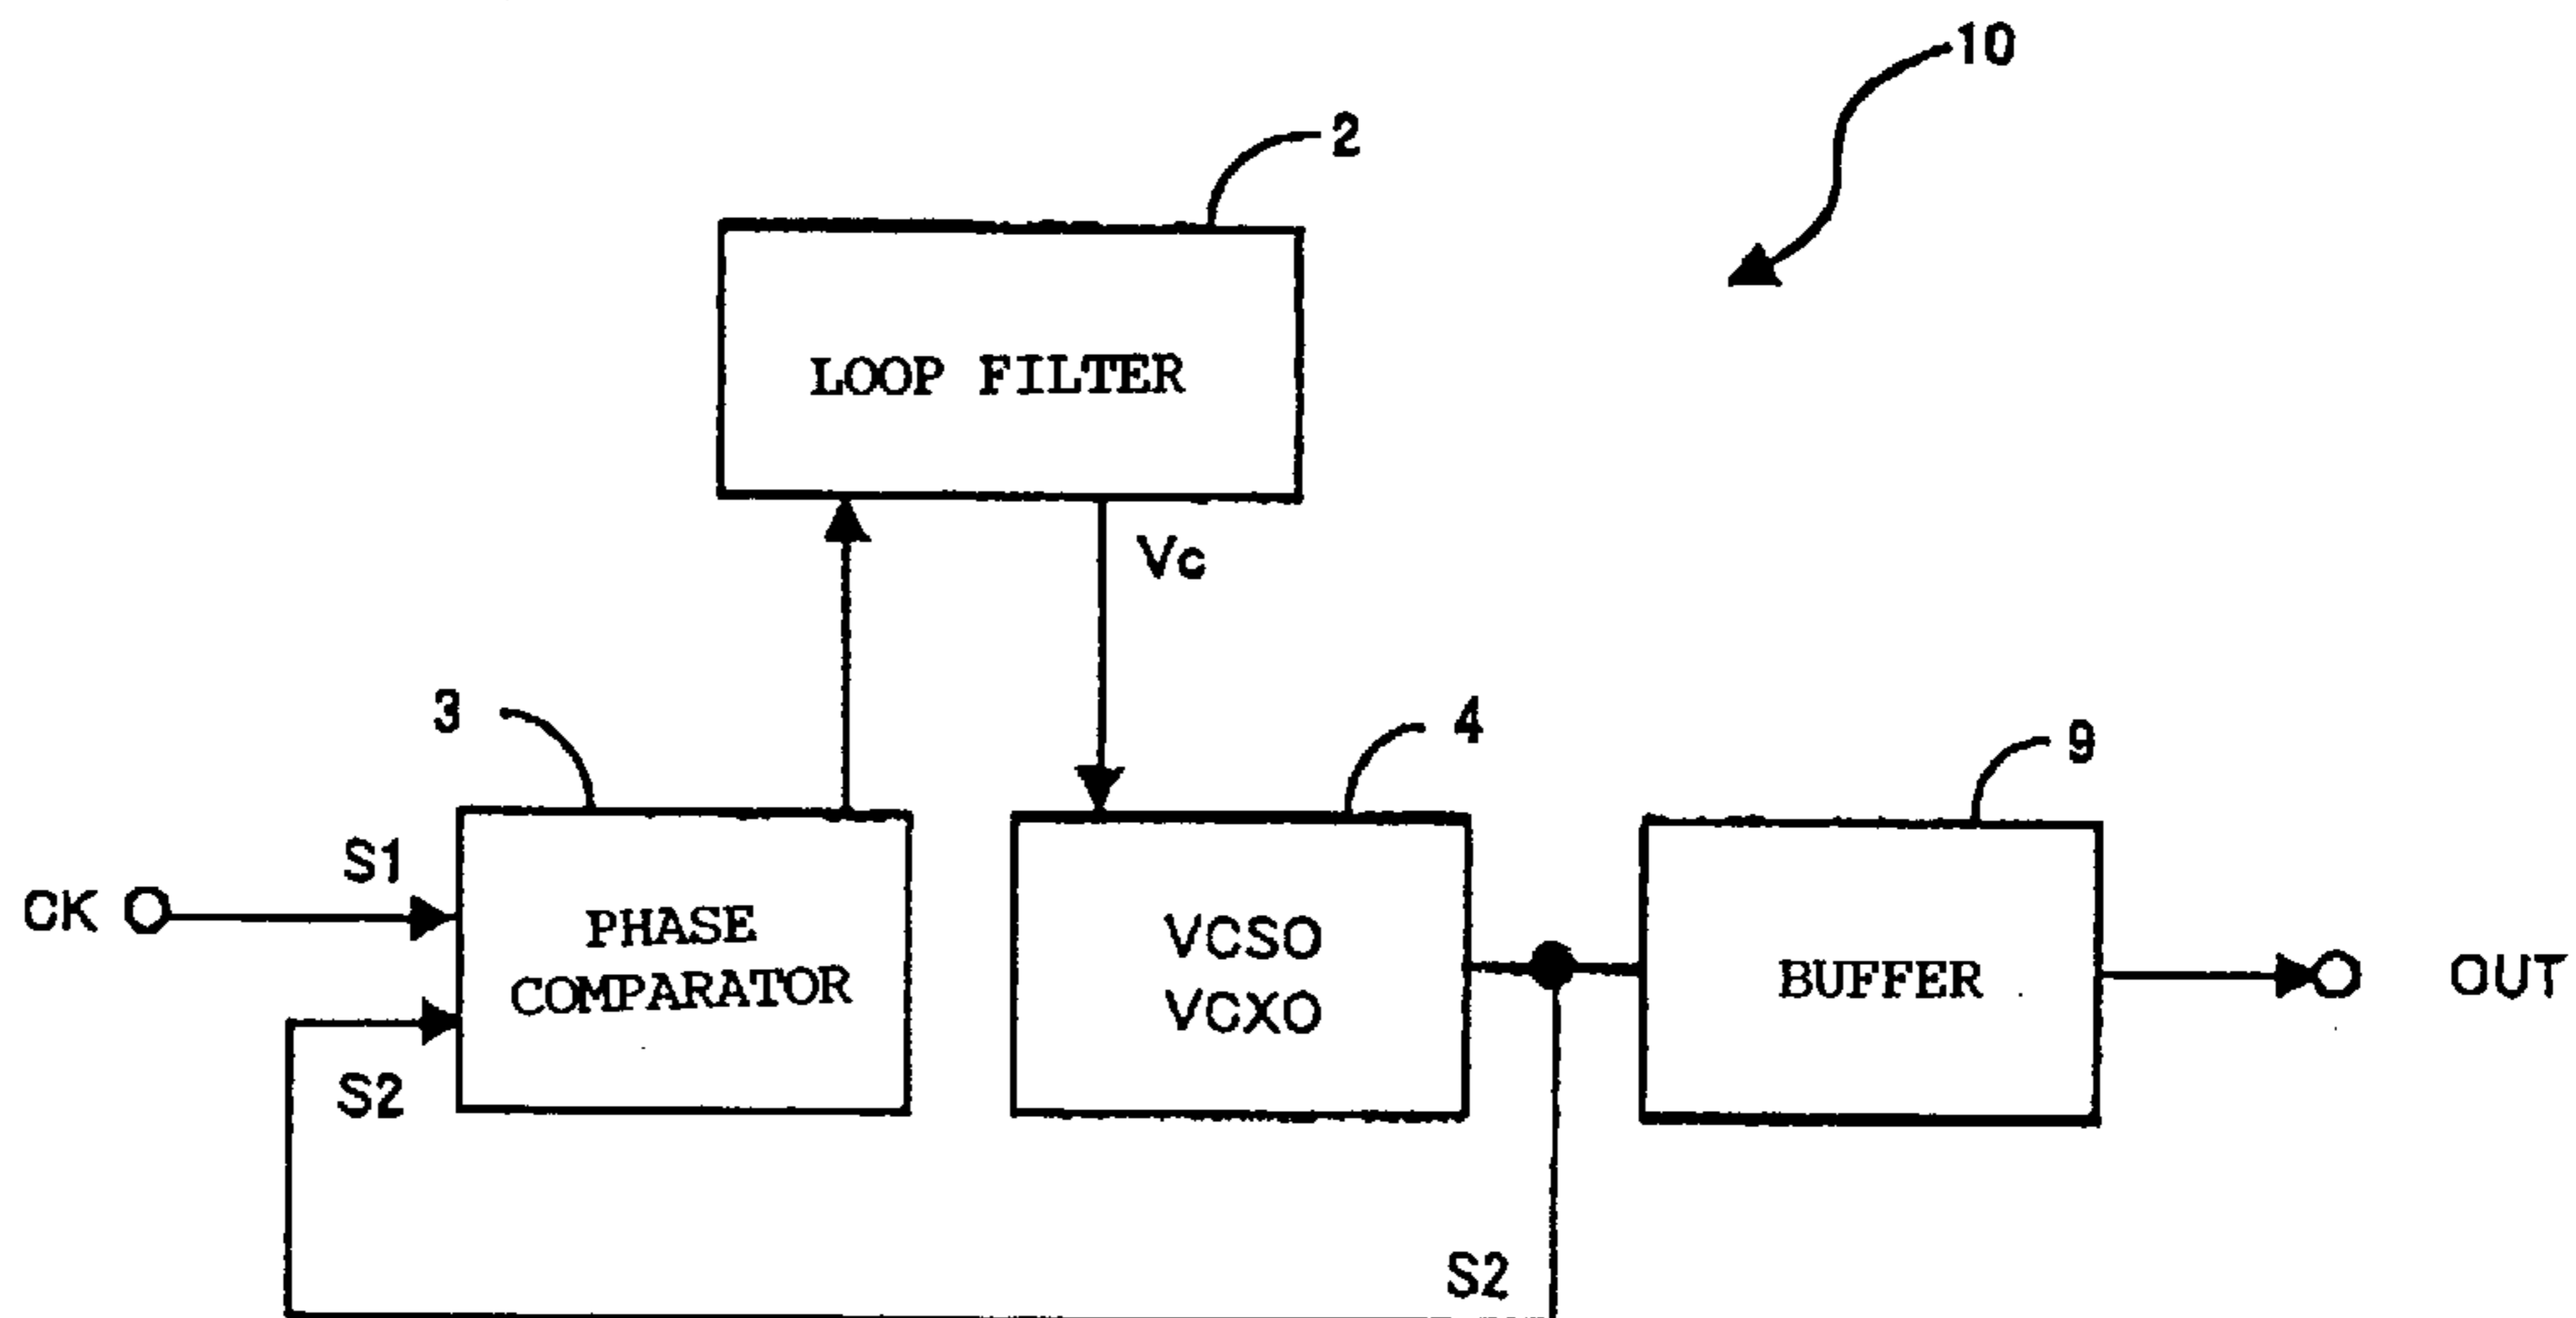 10
2
LOOP FILTER
Vc
3
4
9
S1
CK
PHASE
COMPARATOR
VCSO
VCXO
BUFFER
OUT
S2
S2